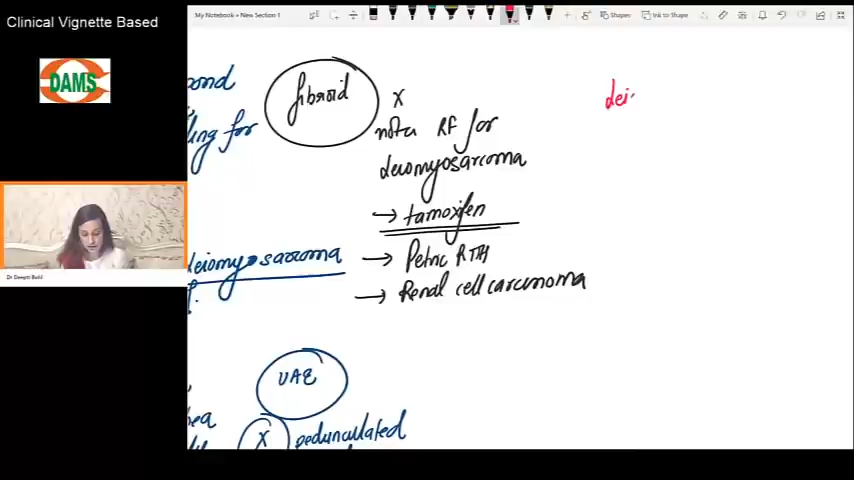 Clinical Vignette Based
DAMS
Dr Deepti Bahl
My Notebook » New Section 1
Shapes
Ink to Shape
ling for
fibroid
x
not a RF for
leiomyosarcoma
→ tamoxifen
→ Pelvic RTH
→ Renal cell carcinoma
leiomyosarcoma
lei
UAE
x
pedunculated